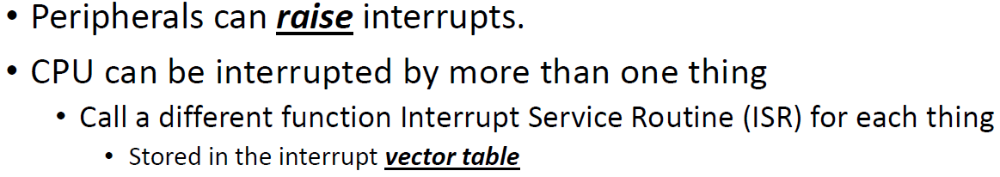 • Peripherals can raise interrupts.
• CPU can be interrupted by more than one thing
• Call a different function Interrupt Service Routine (ISR) for each thing
• Stored in the interrupt vector table